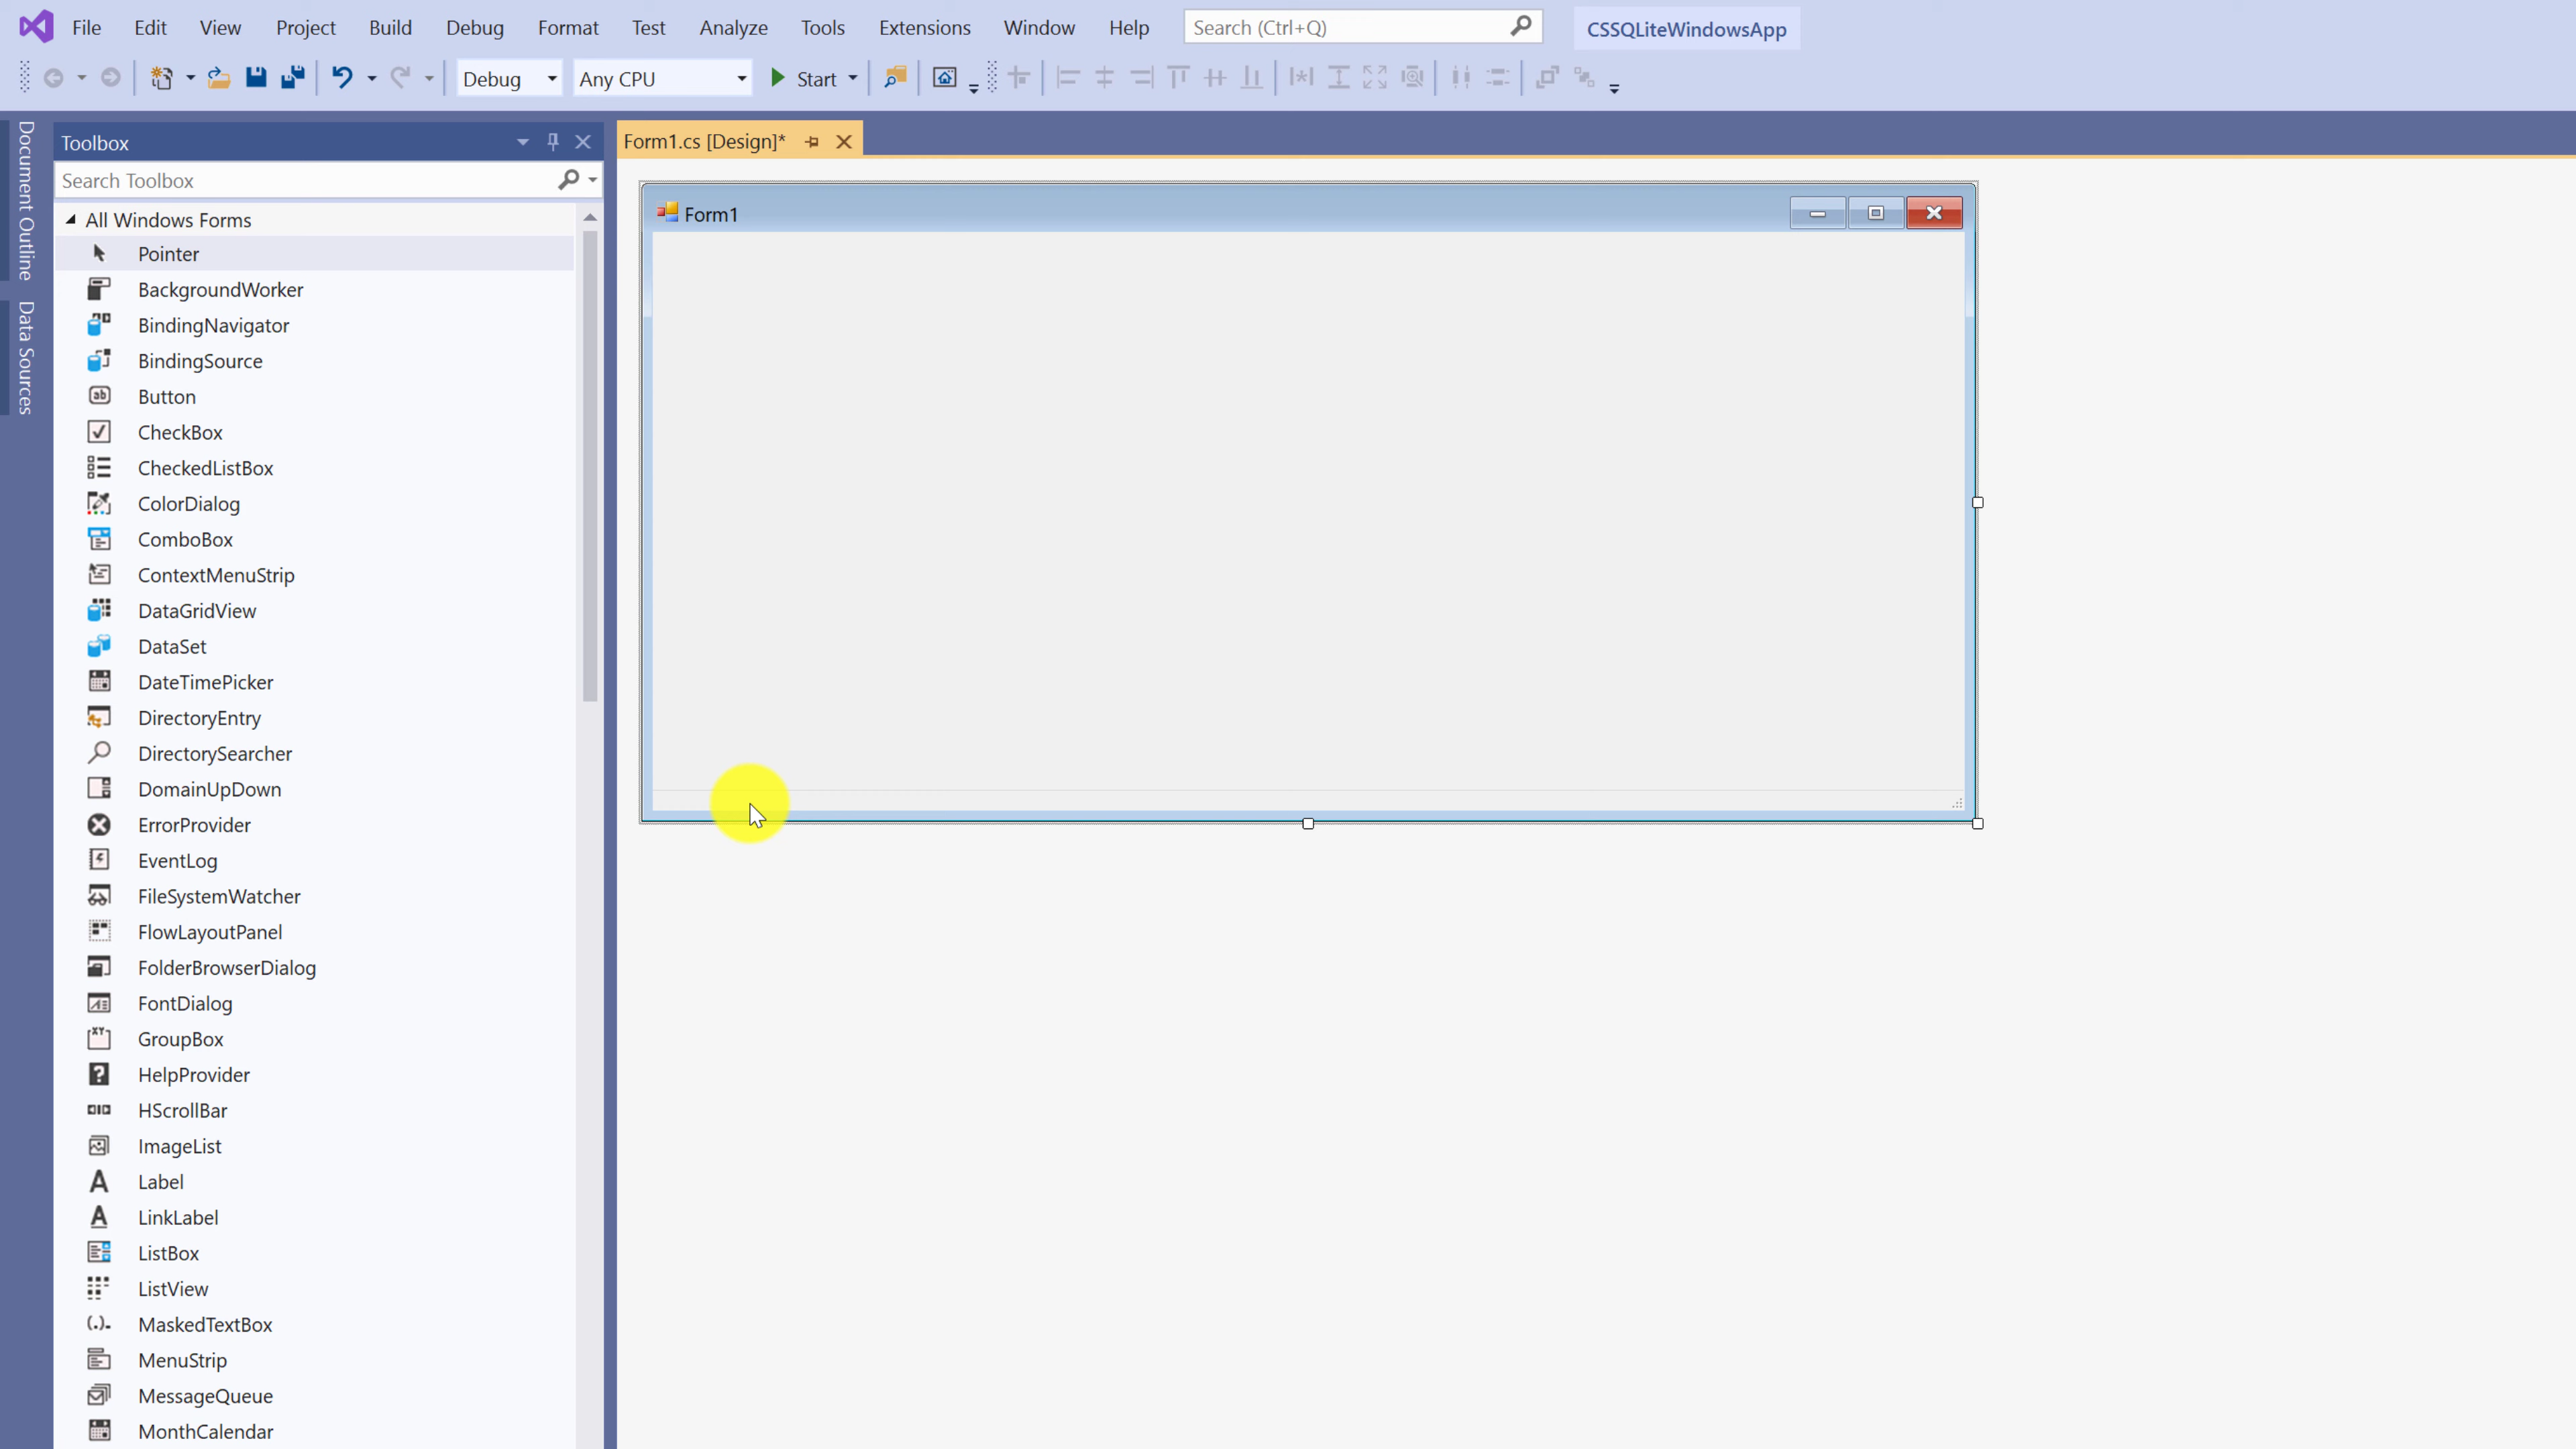 File Edit View Project Build Debug Format Test Analyze Tools Extensions Window Help Search (Ctrl+Q) CSSQLiteWindowsApp
Debug Any CPU Start
Document Outline
Data Sources
Toolbox
Search Toolbox
All Windows Forms
Pointer
BackgroundWorker
BindingNavigator
BindingSource
Button
CheckBox
CheckedListBox
ColorDialog
ComboBox
ContextMenuStrip
DataGridView
DataSet
DateTimePicker
DirectoryEntry
DirectorySearcher
DomainUpDown
ErrorProvider
EventLog
FileSystemWatcher
FlowLayoutPanel
FolderBrowserDialog
FontDialog
GroupBox
HelpProvider
HScrollBar
ImageList
Label
LinkLabel
ListBox
ListView
MaskedTextBox
MenuStrip
MessageQueue
MonthCalendar
Form1.cs [Design]*
Form1